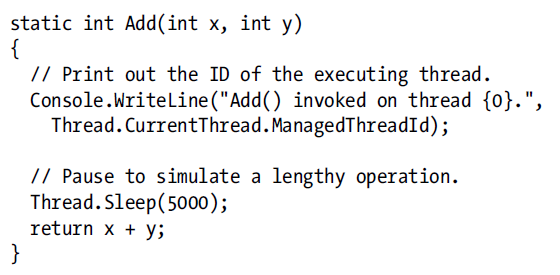 static int Add(int x, int y)
{
// Print out the ID of the executing thread.
Console.WriteLine("Add() invoked on thread {0}.",
Thread.CurrentThread.ManagedThreadId);
// Pause to simulate a lengthy operation.
Thread.Sleep(5000);
return x + y;
}